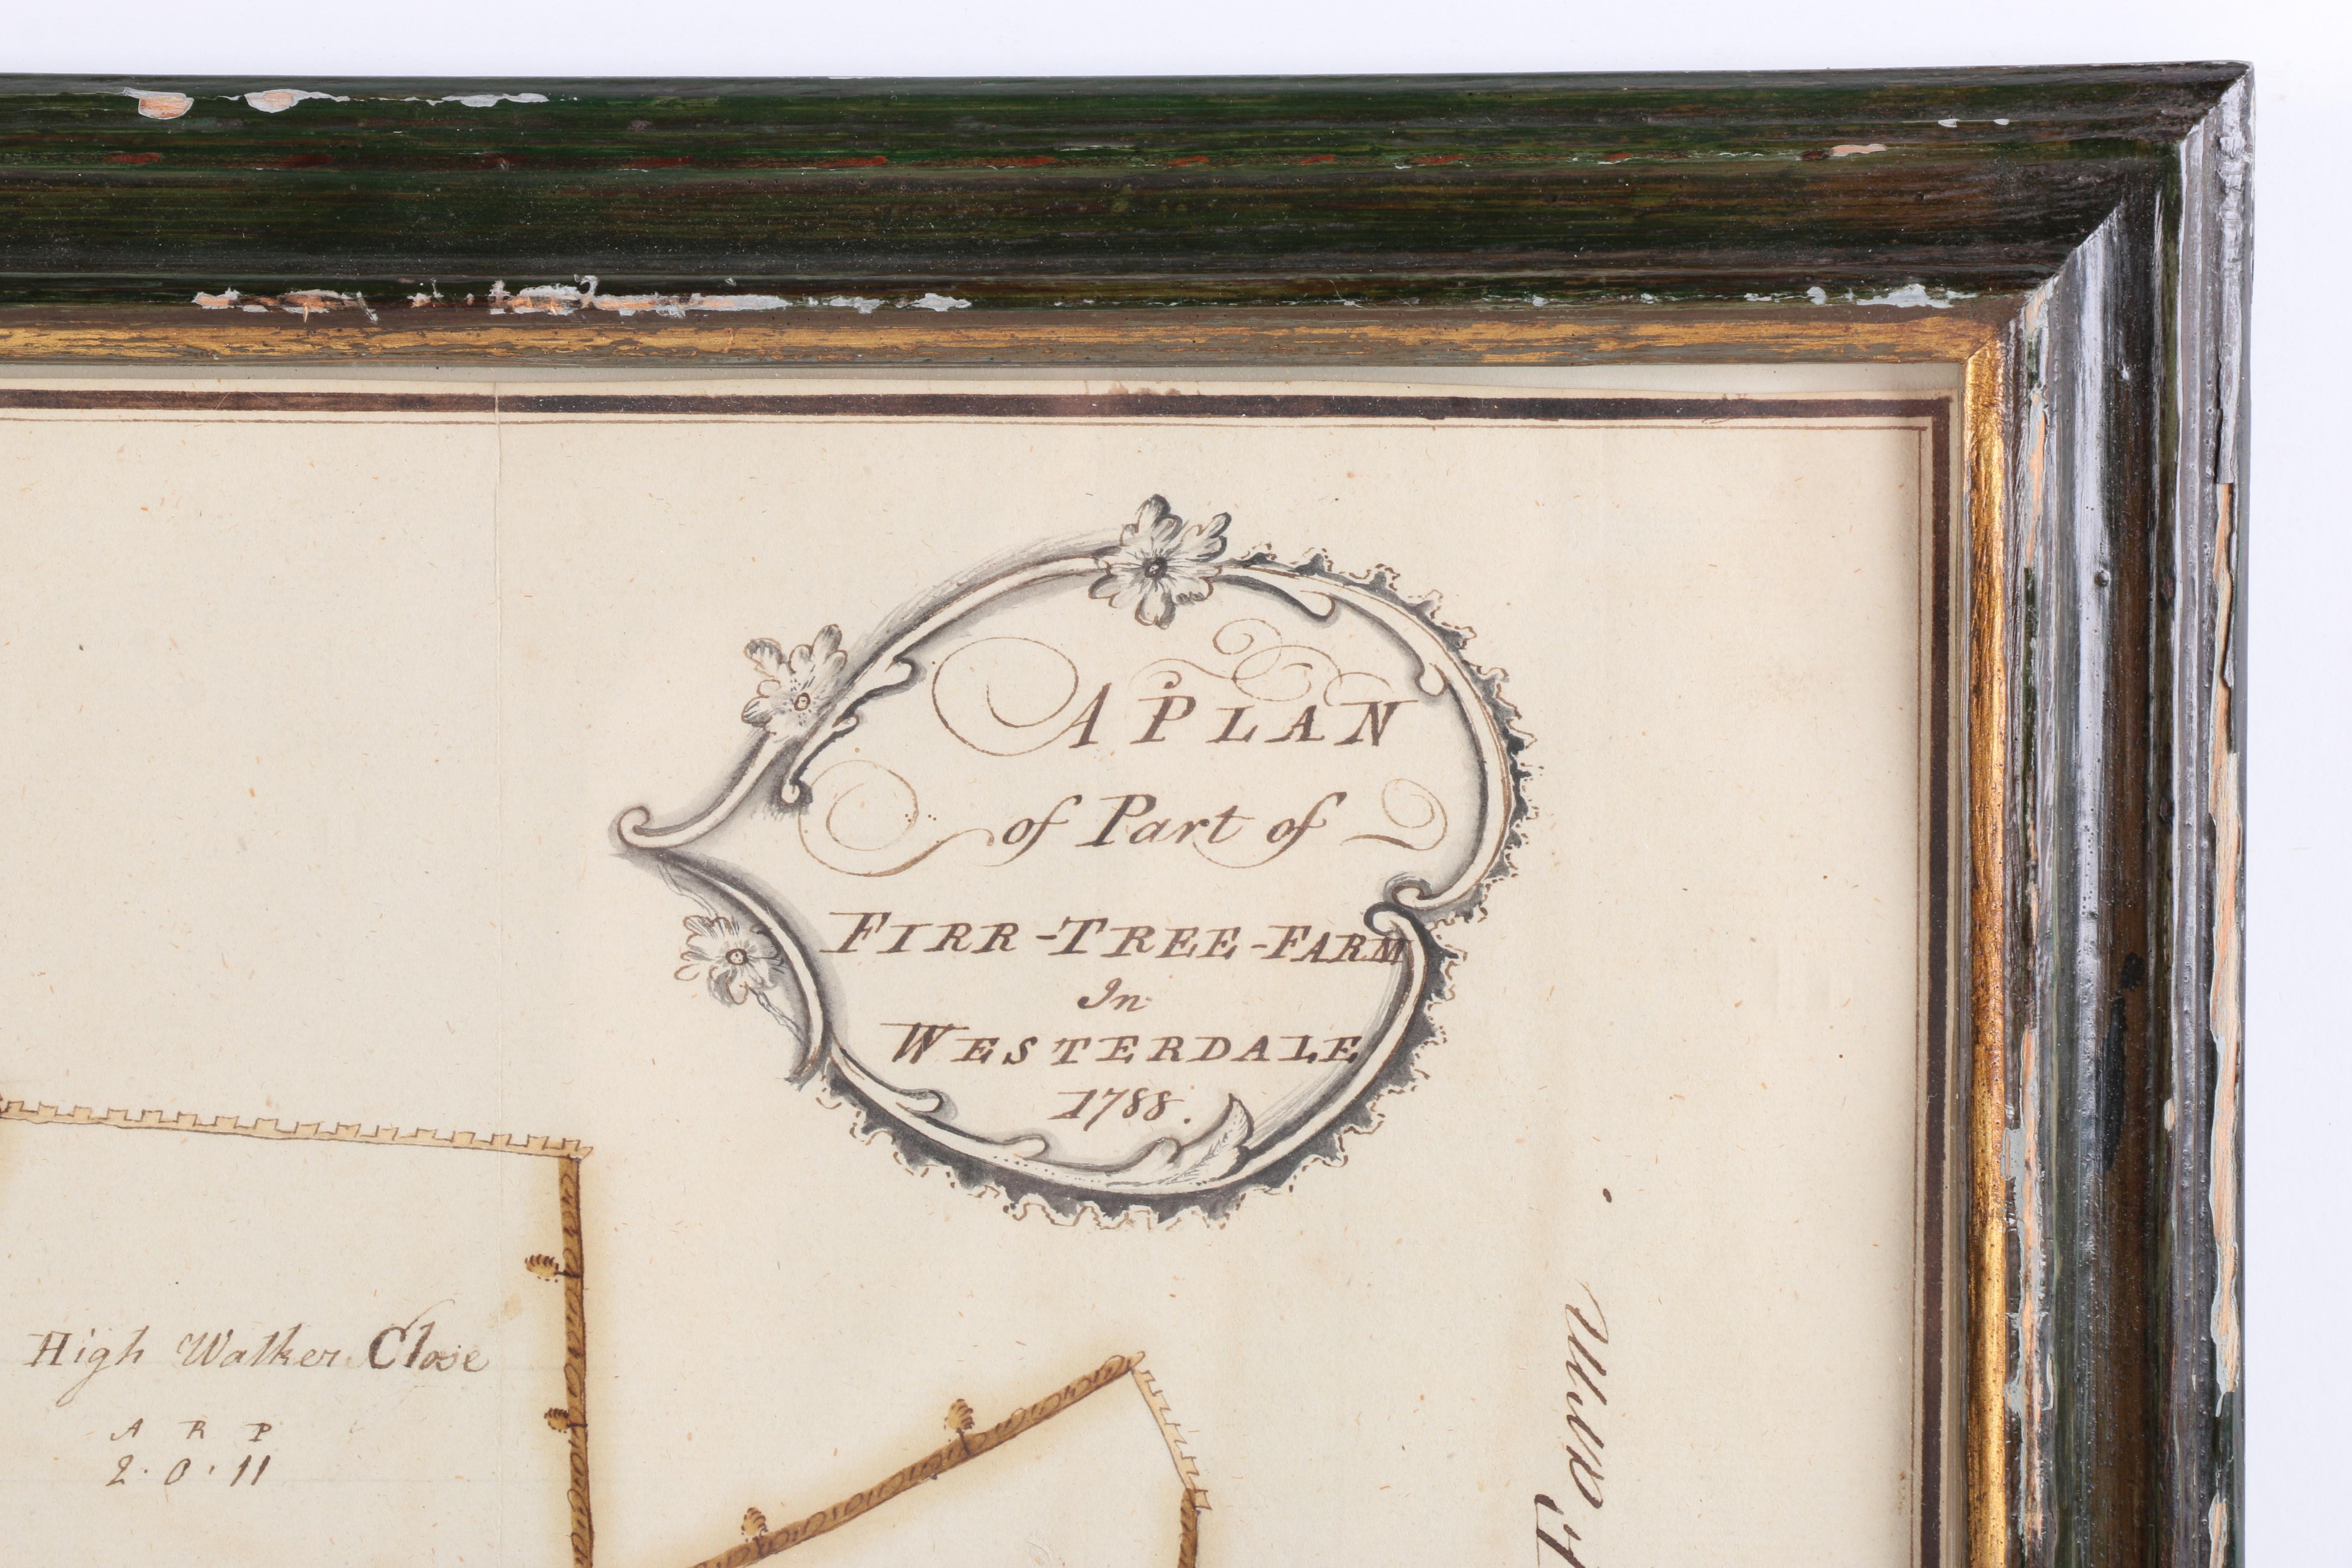 A PLAN
of Part of
FIRR-TREE-FARM
In
WESTERDALE
1788.
High Walker Close
A R P
2.0.11